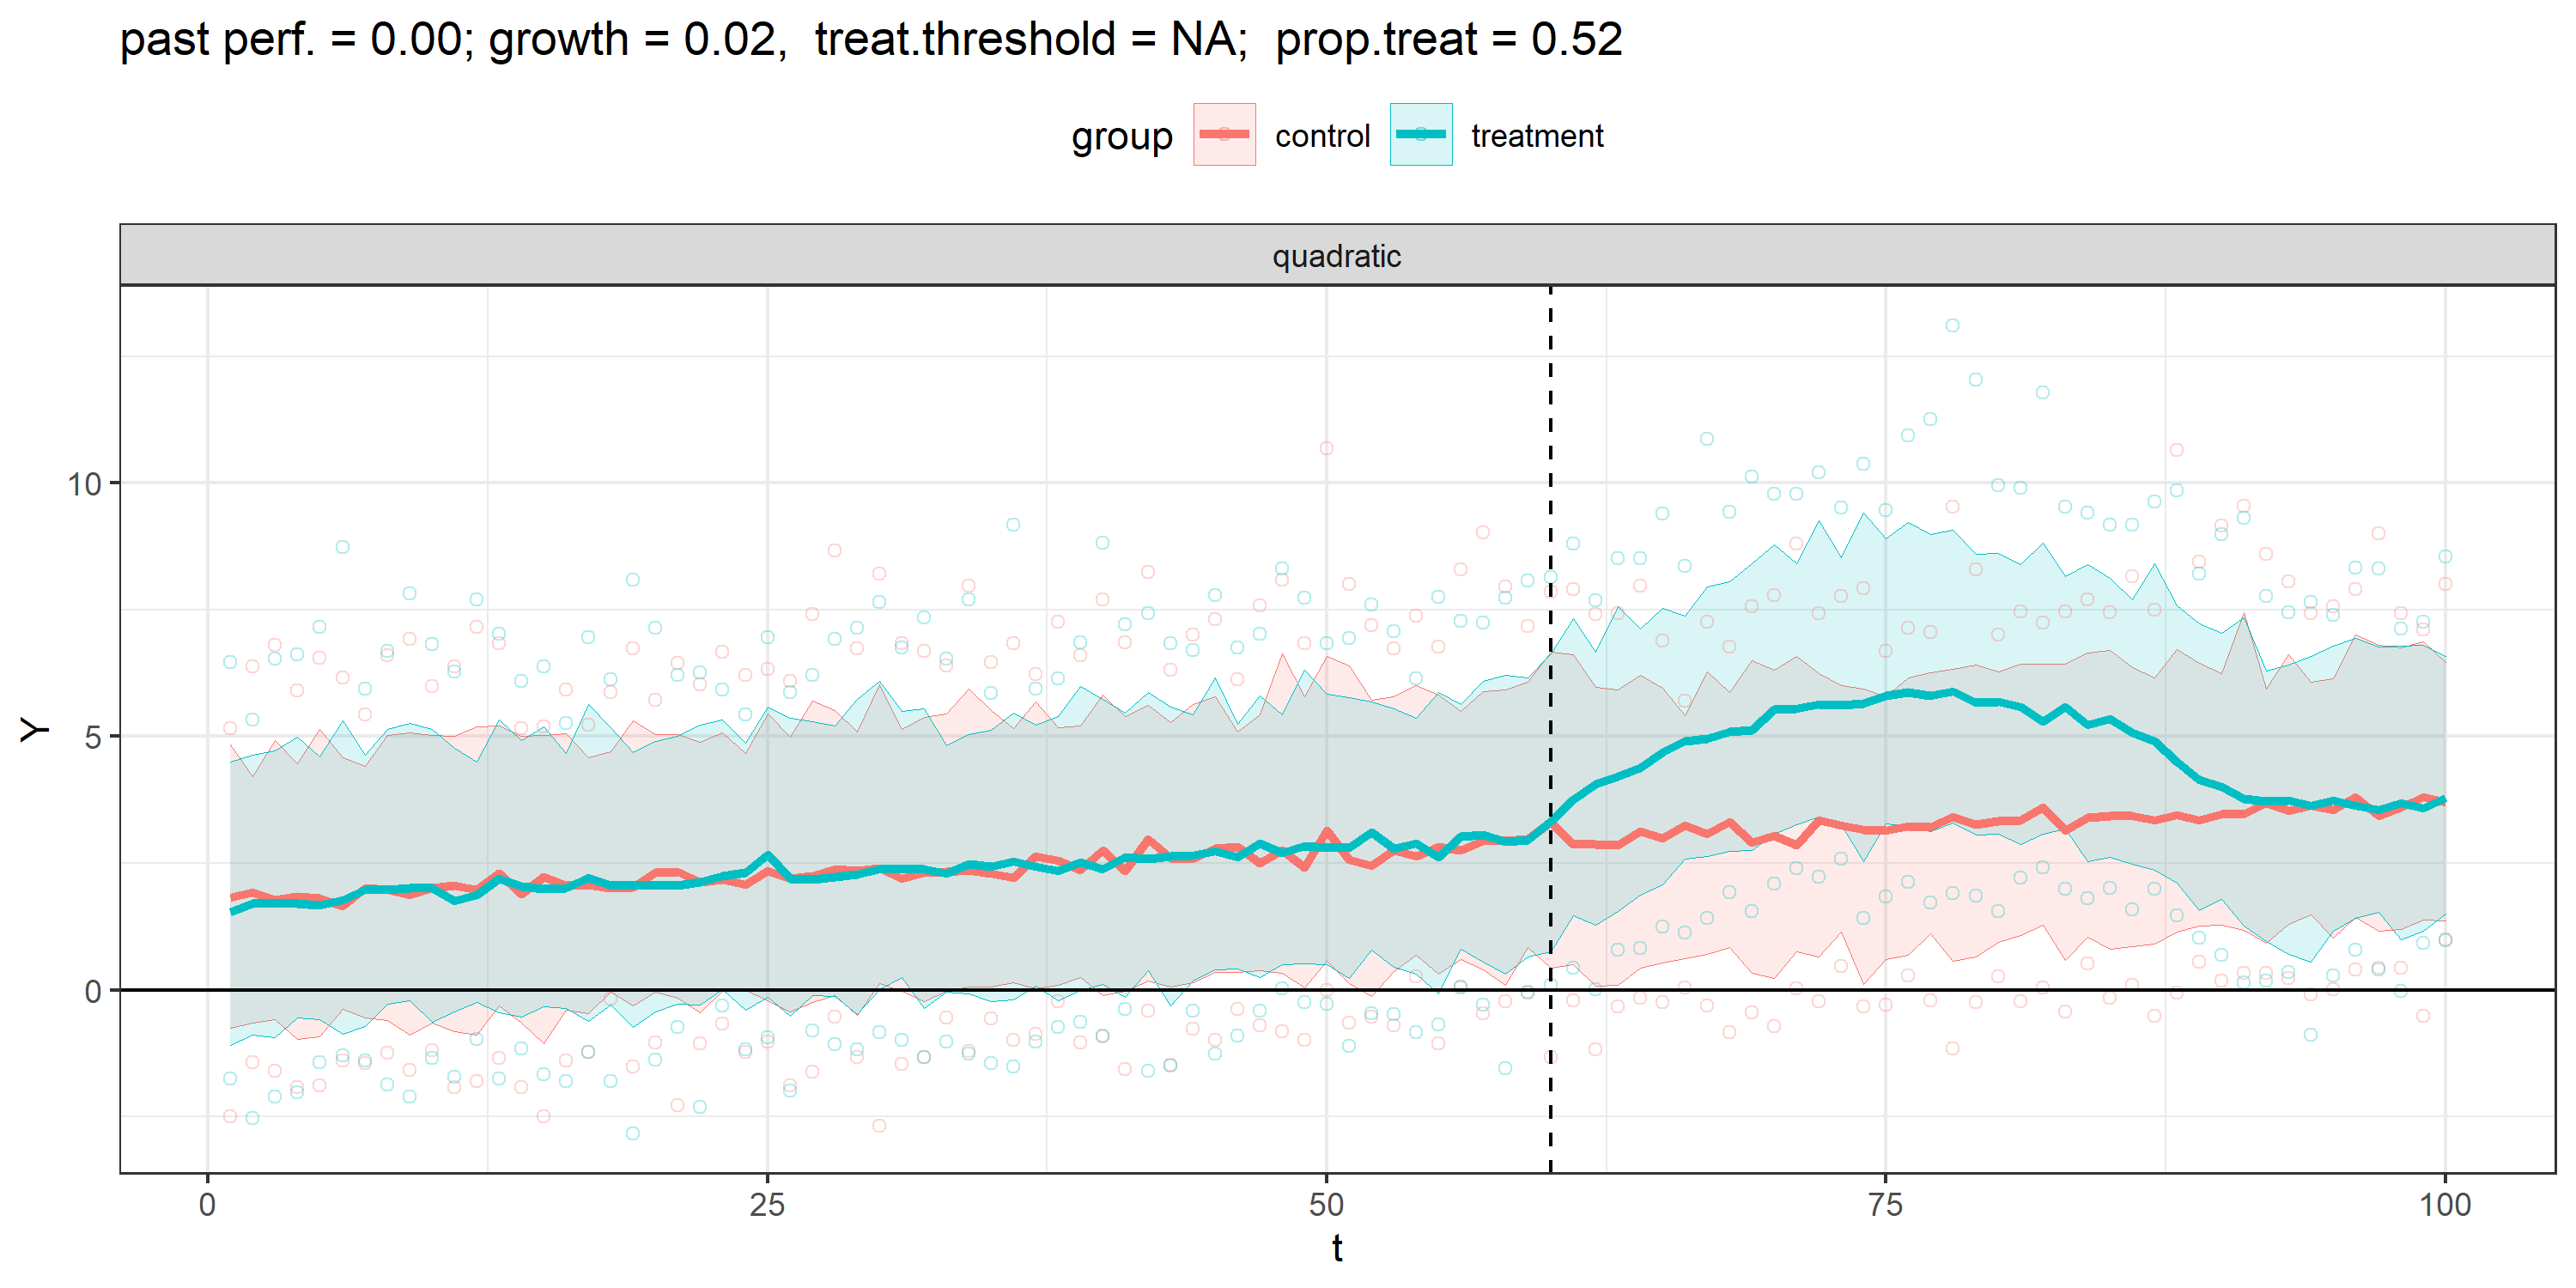 past perf. = 0.00; growth = 0.02,  treat.threshold = NA;  prop.treat = 0.52
group control treatment
quadratic
Y
10
5
0
0 25 50 75 100
t